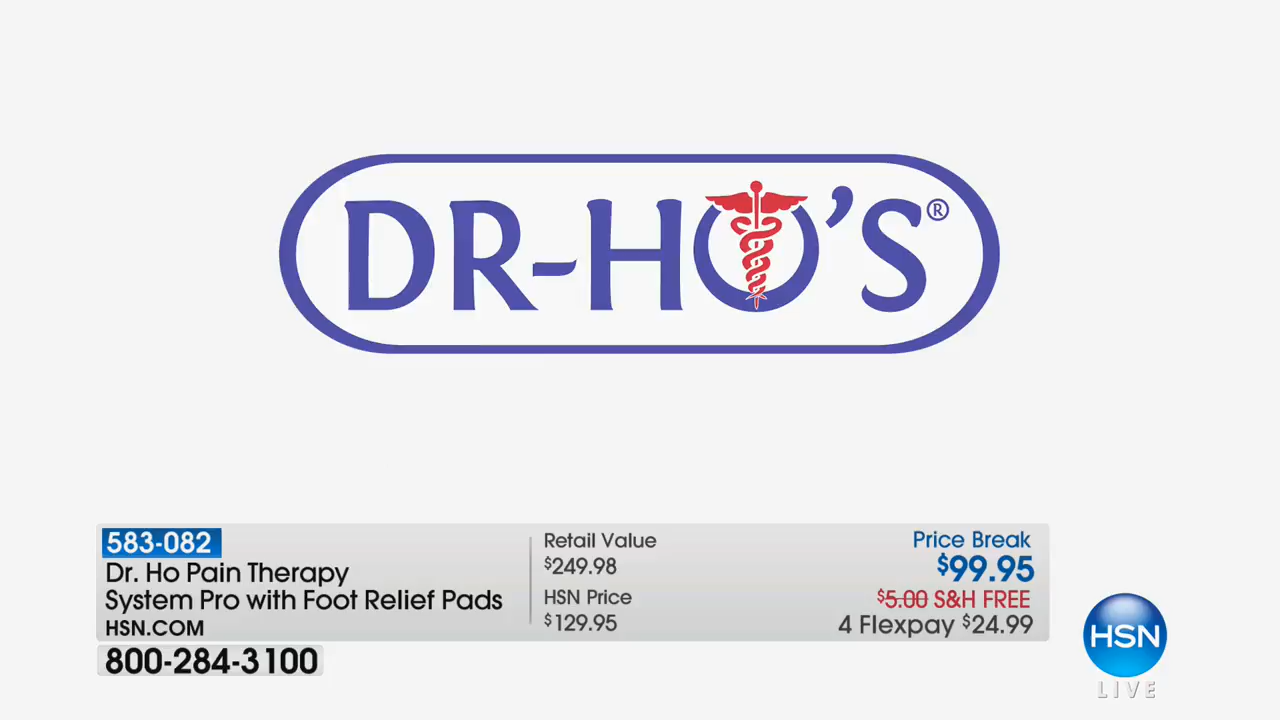 DR-HO'S®
583-082
Dr. Ho Pain Therapy
System Pro with Foot Relief Pads
HSN.COM
800-284-3100
Retail Value
$249.98
HSN Price
$129.95
Price Break
$99.95
$5.00 S&H FREE
4 Flexpay $24.99
HSN
LIVE